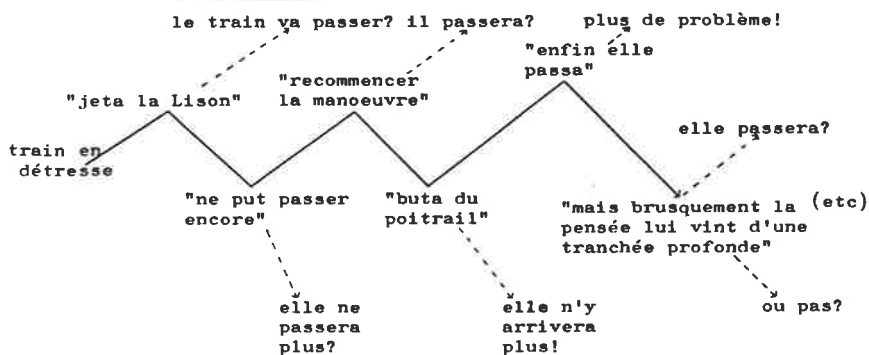 le train va passer? il passera?
plus de problème!
"enfin elle
passa"
"recommencer
la manoeuvre"
"jeta la Lison"
elle passera?
train en
détresse
"ne put passer
encore"
"buta du
poitrail"
"mais brusquement la (etc)
pensée lui vint d'une
tranchée profonde"
elle ne
passera
plus?
elle n'y
arrivera
plus!
ou pas?